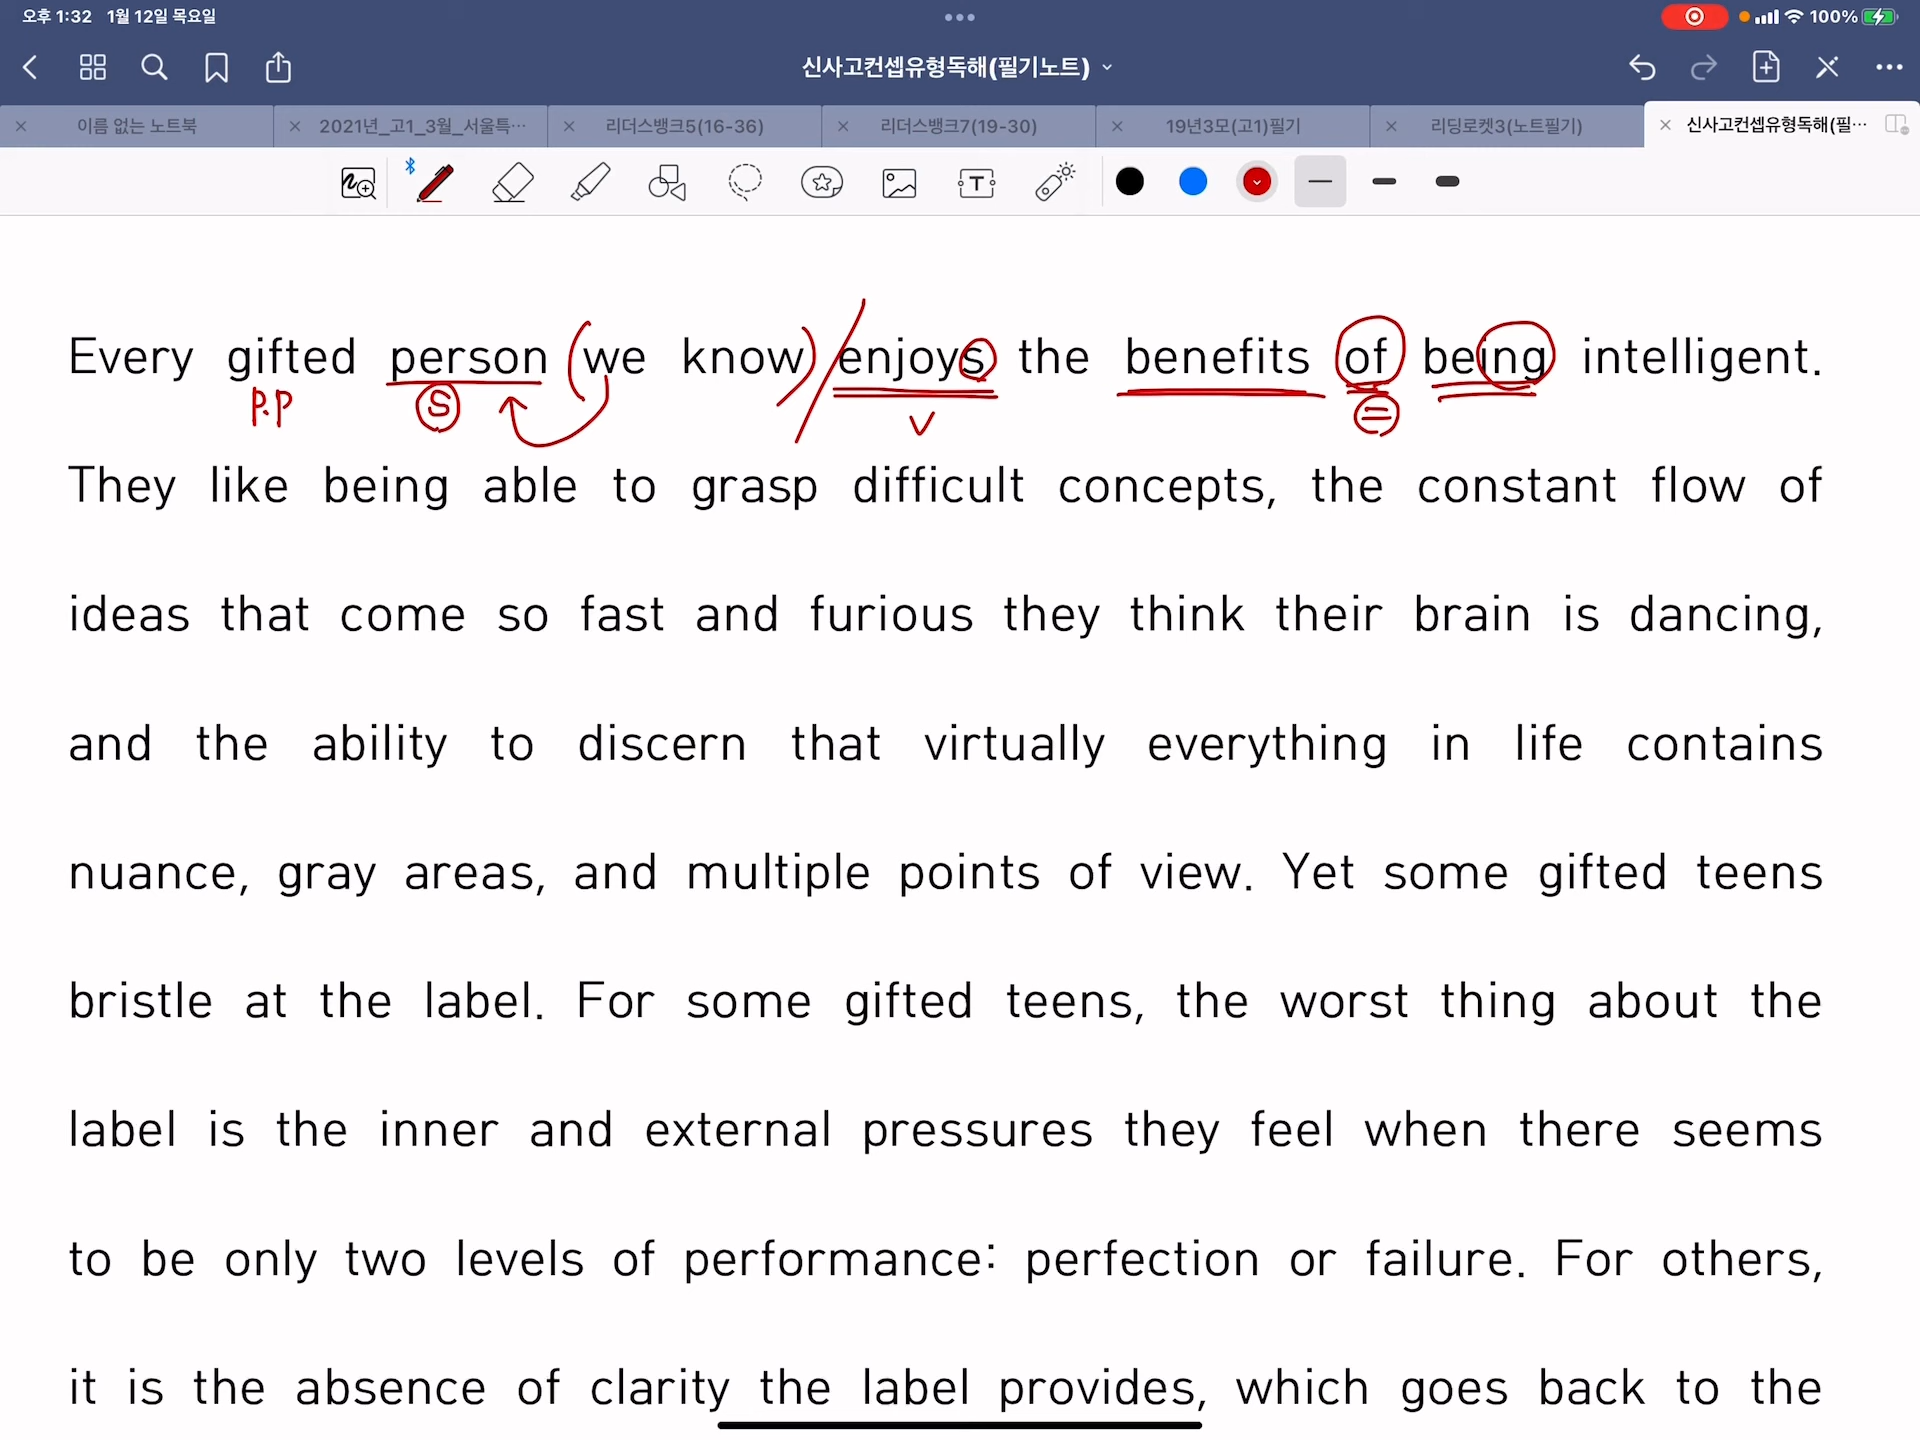 오후 1:32 1월 12일 목요일
100%
신사고컨셉유형독해(필기노트)
이름 없는 노트북
2021년_고1_3월_서울특…
리더스뱅크5(16-36)
리더스뱅크7(19-30)
19년3모(고1)필기
리딩로켓3(노트필기)
신사고컨셉유형독해(필…
Every gifted person (we know) / enjoys the benefits of being intelligent.
P.P S V =
They like being able to grasp difficult concepts, the constant flow of
ideas that come so fast and furious they think their brain is dancing,
and the ability to discern that virtually everything in life contains
nuance, gray areas, and multiple points of view. Yet some gifted teens
bristle at the label. For some gifted teens, the worst thing about the
label is the inner and external pressures they feel when there seems
to be only two levels of performance: perfection or failure. For others,
it is the absence of clarity the label provides, which goes back to the